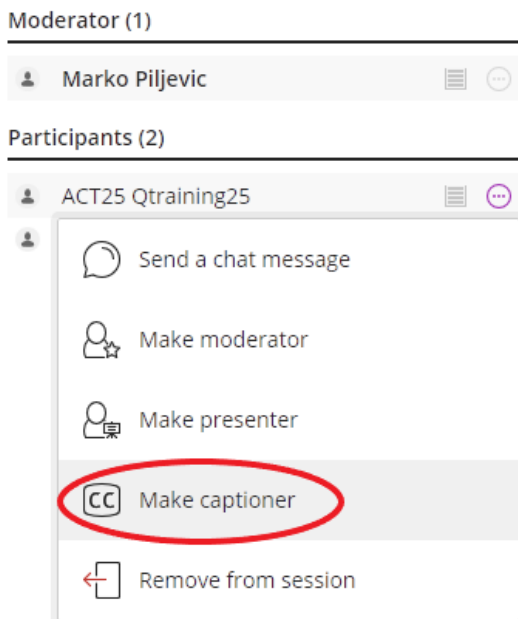 Moderator (1)
Marko Piljevic
Participants (2)
ACT25 Qtraining25
Send a chat message
Make moderator
Make presenter
CC Make captioner
Remove from session